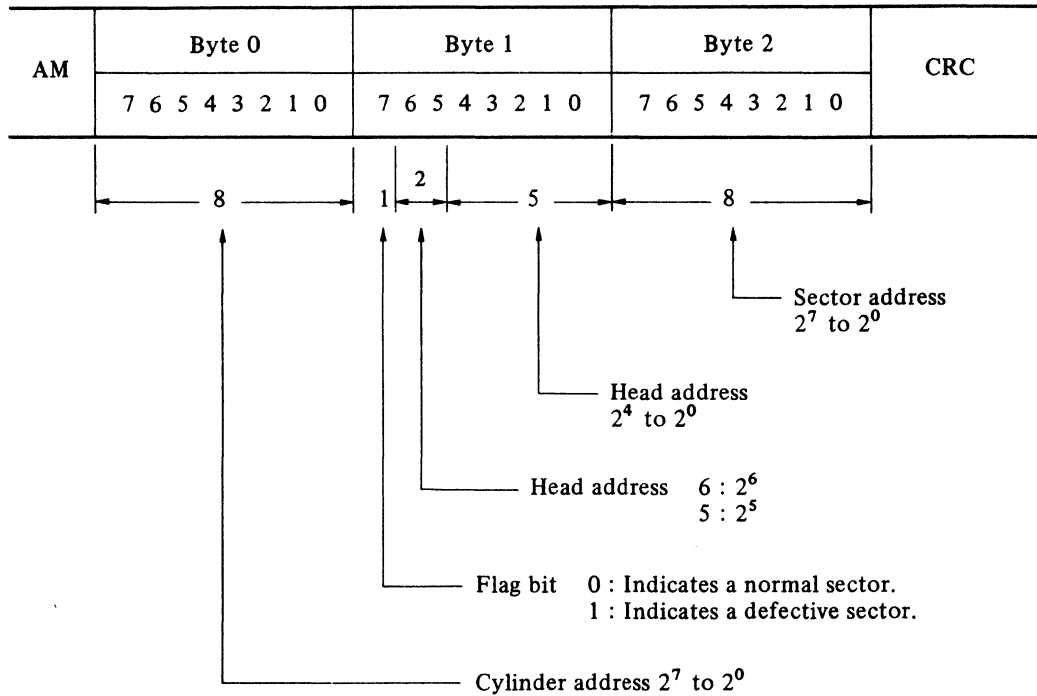 AM Byte 0 Byte 1 Byte 2 CRC
7 6 5 4 3 2 1 0 7 6 5 4 3 2 1 0 7 6 5 4 3 2 1 0
8 1 2 5 8
Sector address
2⁷ to 2⁰
Head address
2⁴ to 2⁰
Head address 6 : 2⁶
5 : 2⁵
Flag bit 0 : Indicates a normal sector.
1 : Indicates a defective sector.
Cylinder address 2⁷ to 2⁰